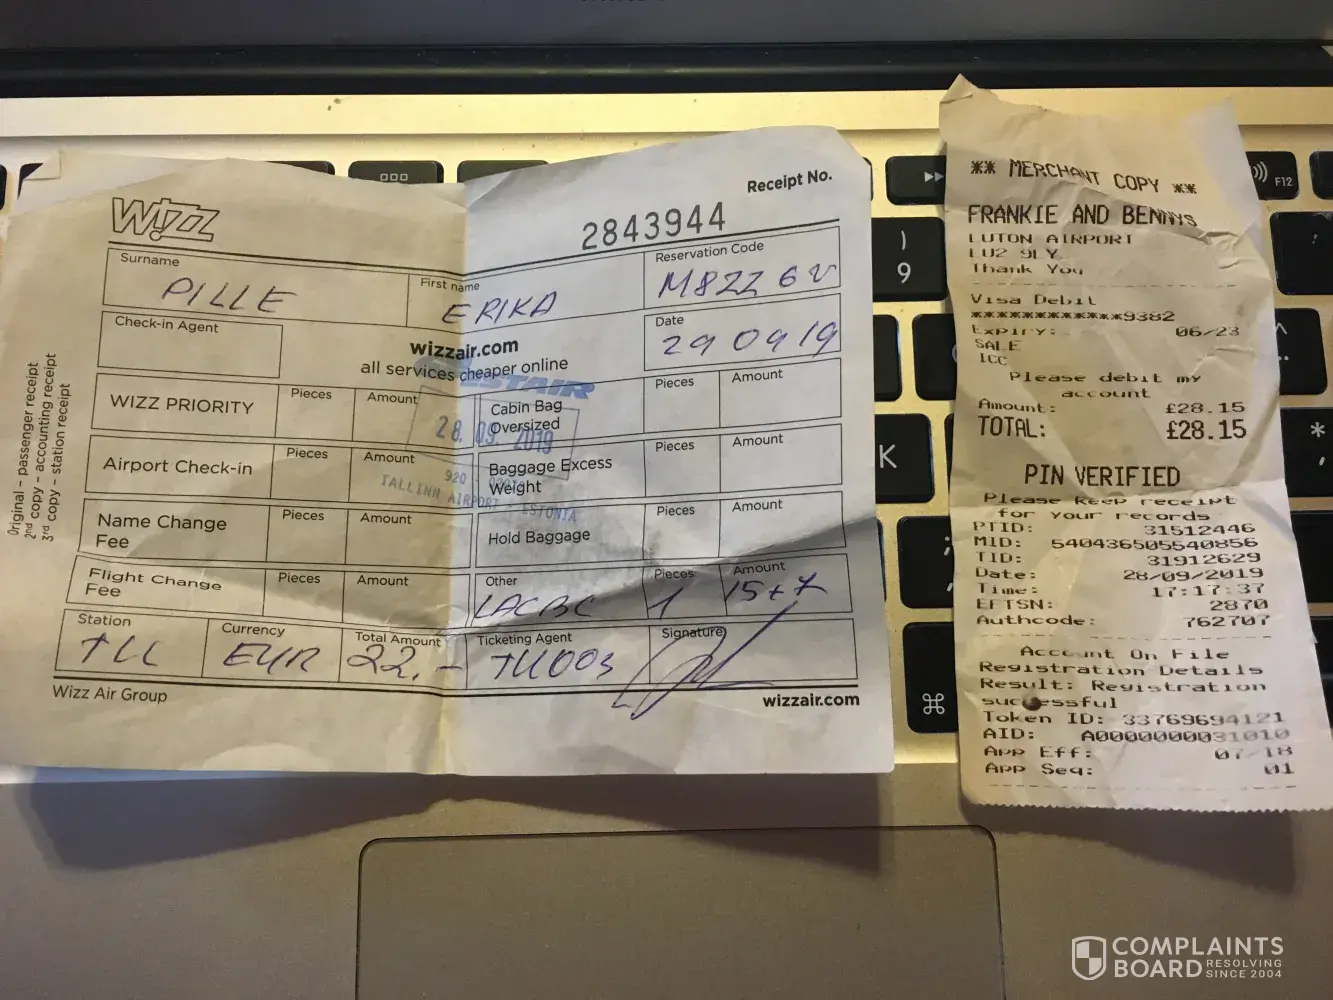 Wizz
Receipt No.
2843944
Surname
PILLE
First name
ERIKA
Reservation Code
M8ZZ6V
Check-in Agent
wizzair.com
all services cheaper online
Date
29 09 19
WIZZ PRIORITY
Pieces
Amount
Cabin Bag
Oversized
Pieces
Amount
28.09.2019
920
TALLINN AIRPORT - ESTONIA
Airport Check-in
Pieces
Amount
Baggage Excess
Weight
Pieces
Amount
Name Change
Fee
Pieces
Amount
Hold Baggage
Pieces
Amount
Flight Change
Fee
Pieces
Amount
Other
LACBC
Pieces
1
Amount
15+7
Station
TLL
Currency
EUR
Total Amount
22,-
Ticketing Agent
Signature
Wizz Air Group
wizzair.com
Original – passenger receipt
2nd copy – accounting receipt
3rd copy – station receipt
** MERCHANT COPY **
FRANKIE AND BENNYS
LUTON AIRPORT
LU2 9LY
Thank You
Visa Debit
************9382
Expiry: 06/23
SALE
ICC
Please debit my
account
Amount: £28.15
TOTAL: £28.15
PIN VERIFIED
Please keep receipt
for your records
PTID: 31512446
MID: 540436505540856
TID: 31912629
Date: 28/09/2019
Time: 17:17:37
EFTSN: 2870
Authcode: 762707
Account On File
Registration Details
Result: Registration
successful
Token ID: 33769694121
AID: A0000000031010
App Eff: 07/18
App Seq: 01
F12
)
9
K
;
*
,
⌘
COMPLAINTS
BOARD RESOLVING
SINCE 2004